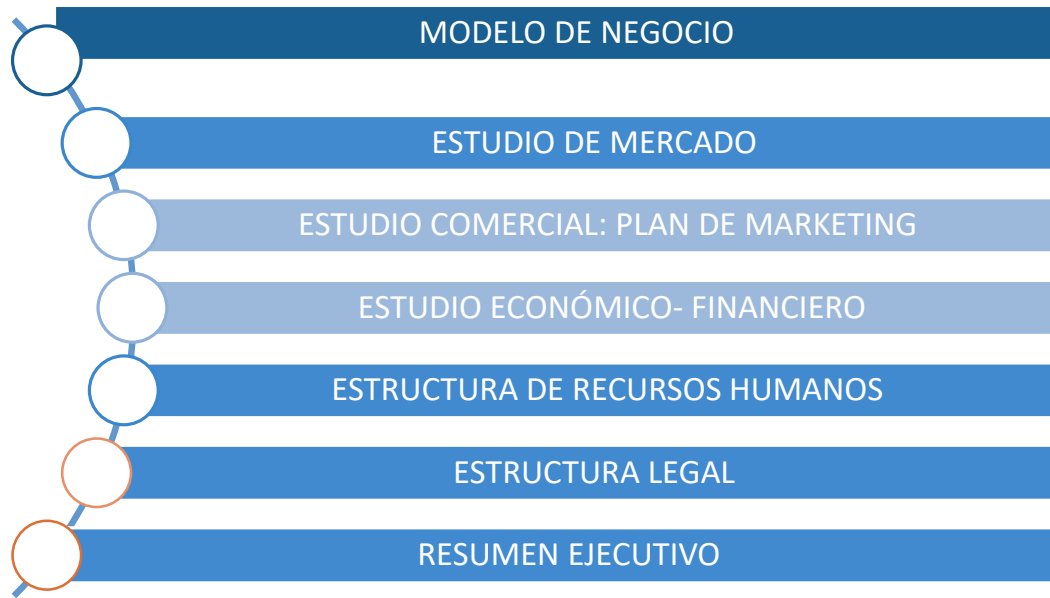 MODELO DE NEGOCIO
ESTUDIO DE MERCADO
ESTUDIO COMERCIAL: PLAN DE MARKETING
ESTUDIO ECONÓMICO- FINANCIERO
ESTRUCTURA DE RECURSOS HUMANOS
ESTRUCTURA LEGAL
RESUMEN EJECUTIVO